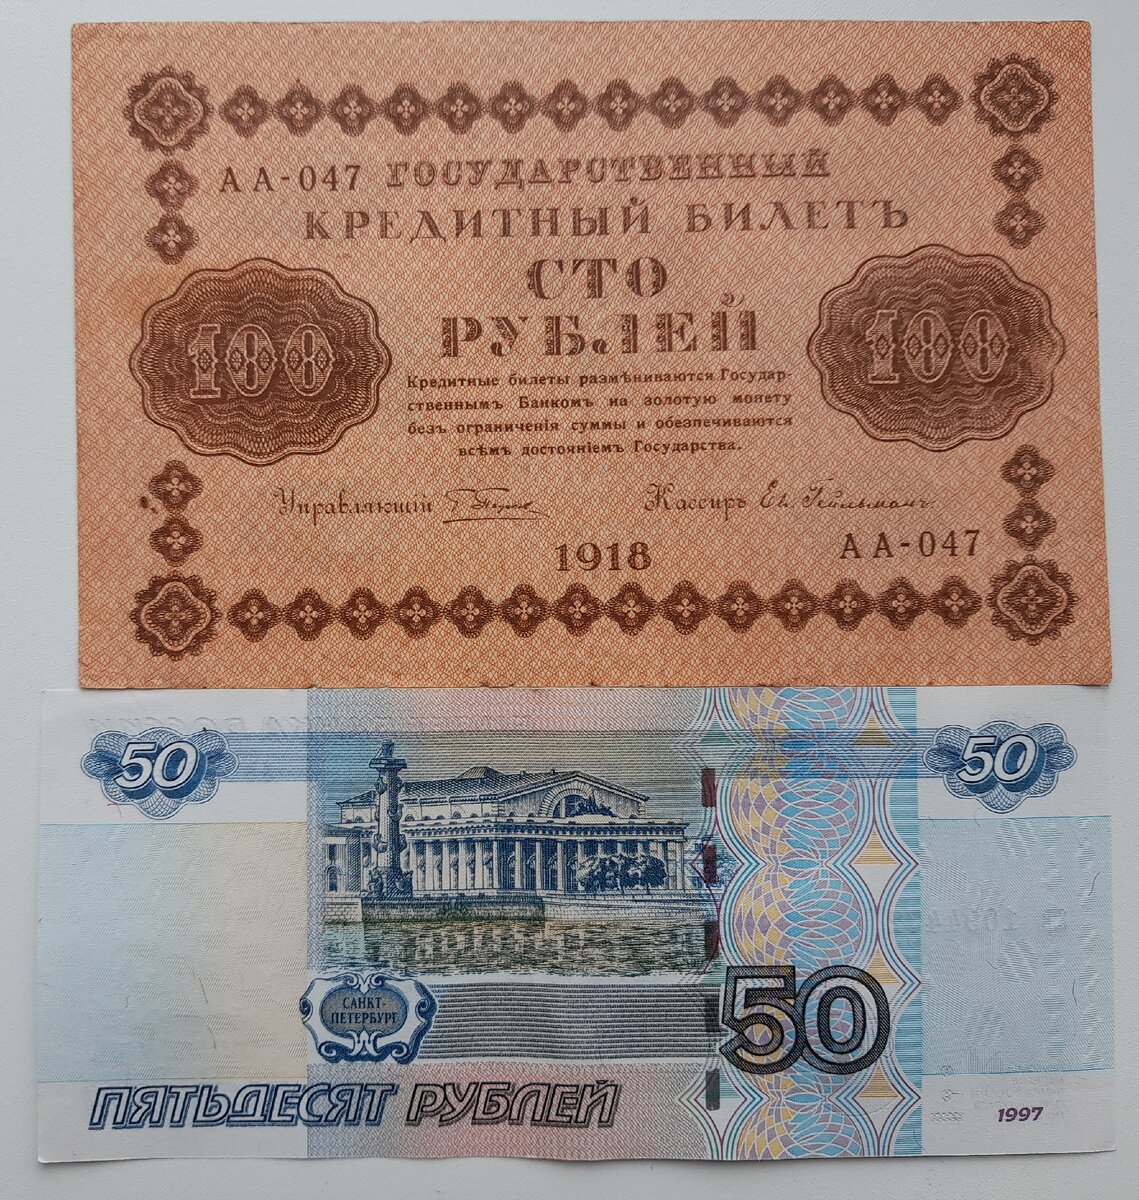 АА-047 ГОСУДАРСТВЕННЫЙ
КРЕДИТНЫЙ БИЛЕТЪ
СТО
РУБЛЕЙ
100
100
Кредитные билеты размѣниваются Государ-
ственнымъ Банкомъ на золотую монету
безъ ограниченія суммы и обезпечиваются
всѣмъ достояніемъ Государства.
Управляющій
Кассиръ Ев. Гейльманъ
1918
АА-047
50
50
САНКТ-
ПЕТЕРБУРГ
50
ПЯТЬДЕСЯТ РУБЛЕЙ
1997